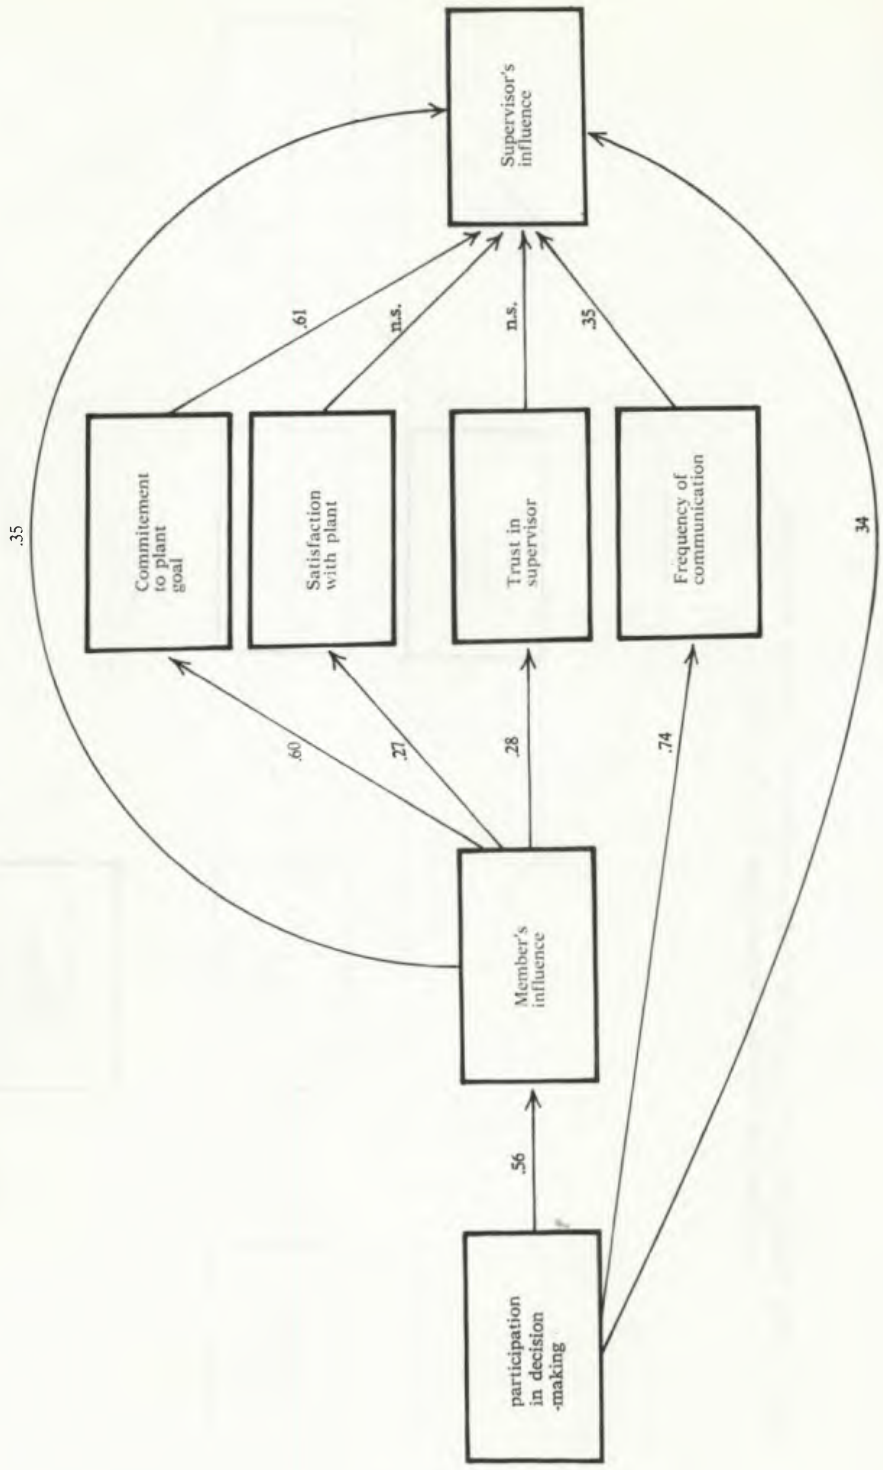 .35
Commitement
to plant
goal
.60
.61
Satisfaction
with plant
.27
n.s.
participation
in decision
-making
.56
Member's
influence
.28
Trust in
supervisor
n.s.
Supervisor's
influence
.74
Frequency of
communication
.35
34